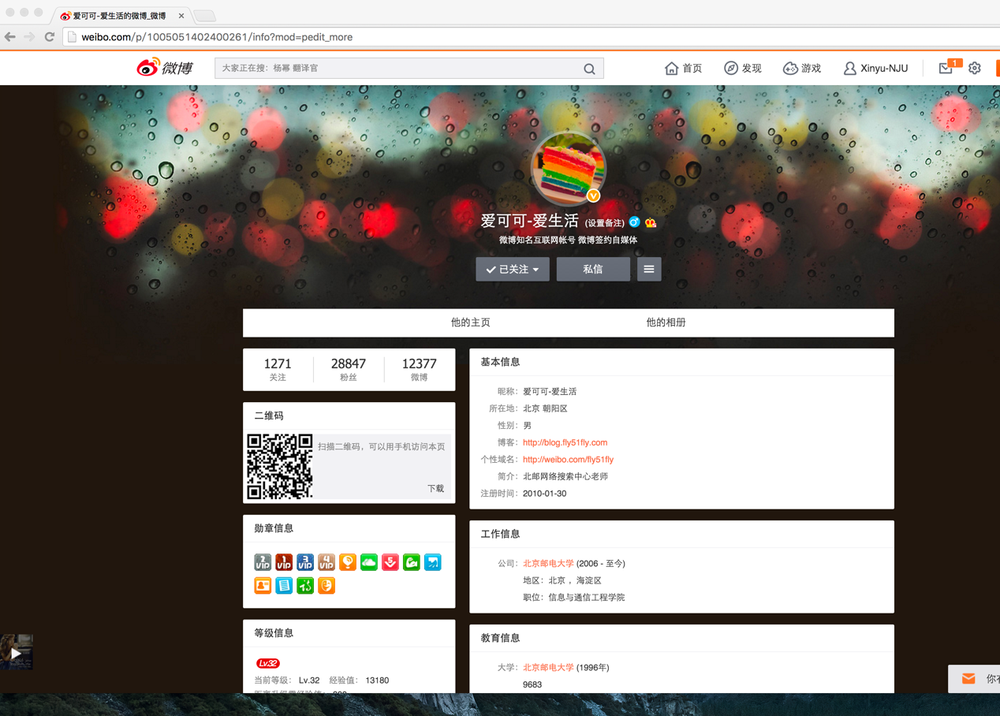 爱可可-爱生活的微博_微博
weibo.com/p/1005051402400261/info?mod=pedit_more
微博
大家正在搜：杨幂 翻译官
首页
发现
游戏
Xinyu-NJU
1
爱可可-爱生活 (设置备注)
微博知名互联网帐号 微博签约自媒体
已关注
私信
他的主页
他的相册
1271
关注
28847
粉丝
12377
微博
二维码
扫描二维码，可以用手机访问本页
下载
勋章信息
2 VIP
1 VIP
3 VIP
4 VIP
5
等级信息
Lv.32
当前等级： Lv.32 经验值： 13180
基本信息
昵称： 爱可可-爱生活
所在地： 北京 朝阳区
性别： 男
博客： http://blog.fly51fly.com
个性域名： http://weibo.com/fly51fly
简介： 北邮网络搜索中心老师
注册时间： 2010-01-30
工作信息
公司： 北京邮电大学 (2006 - 至今)
地区：北京 ，海淀区
职位：信息与通信工程学院
教育信息
大学： 北京邮电大学 (1996年)
9683
你有